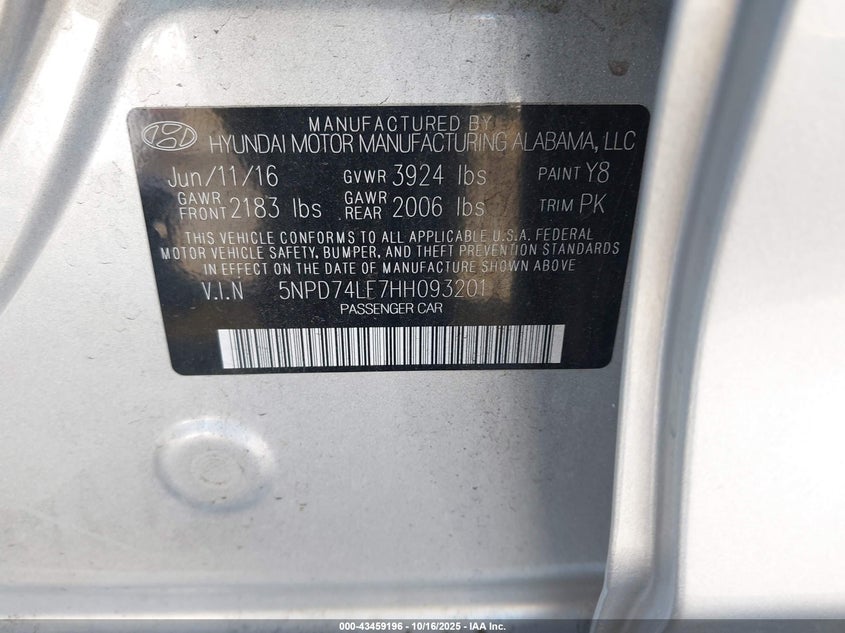 MANUFACTURED BY
HYUNDAI MOTOR MANUFACTURING ALABAMA, LLC
Jun/11/16 GVWR 3924 lbs PAINT Y8
GAWR FRONT 2183 lbs GAWR REAR 2006 lbs TRIM PK
THIS VEHICLE CONFORMS TO ALL APPLICABLE U.S.A. FEDERAL
MOTOR VEHICLE SAFETY, BUMPER, AND THEFT PREVENTION STANDARDS
IN EFFECT ON THE DATE OF MANUFACTURE SHOWN ABOVE
V.I.N 5NPD74LF7HH093201
PASSENGER CAR
000-43459196 - 10/16/2025 - IAA Inc.